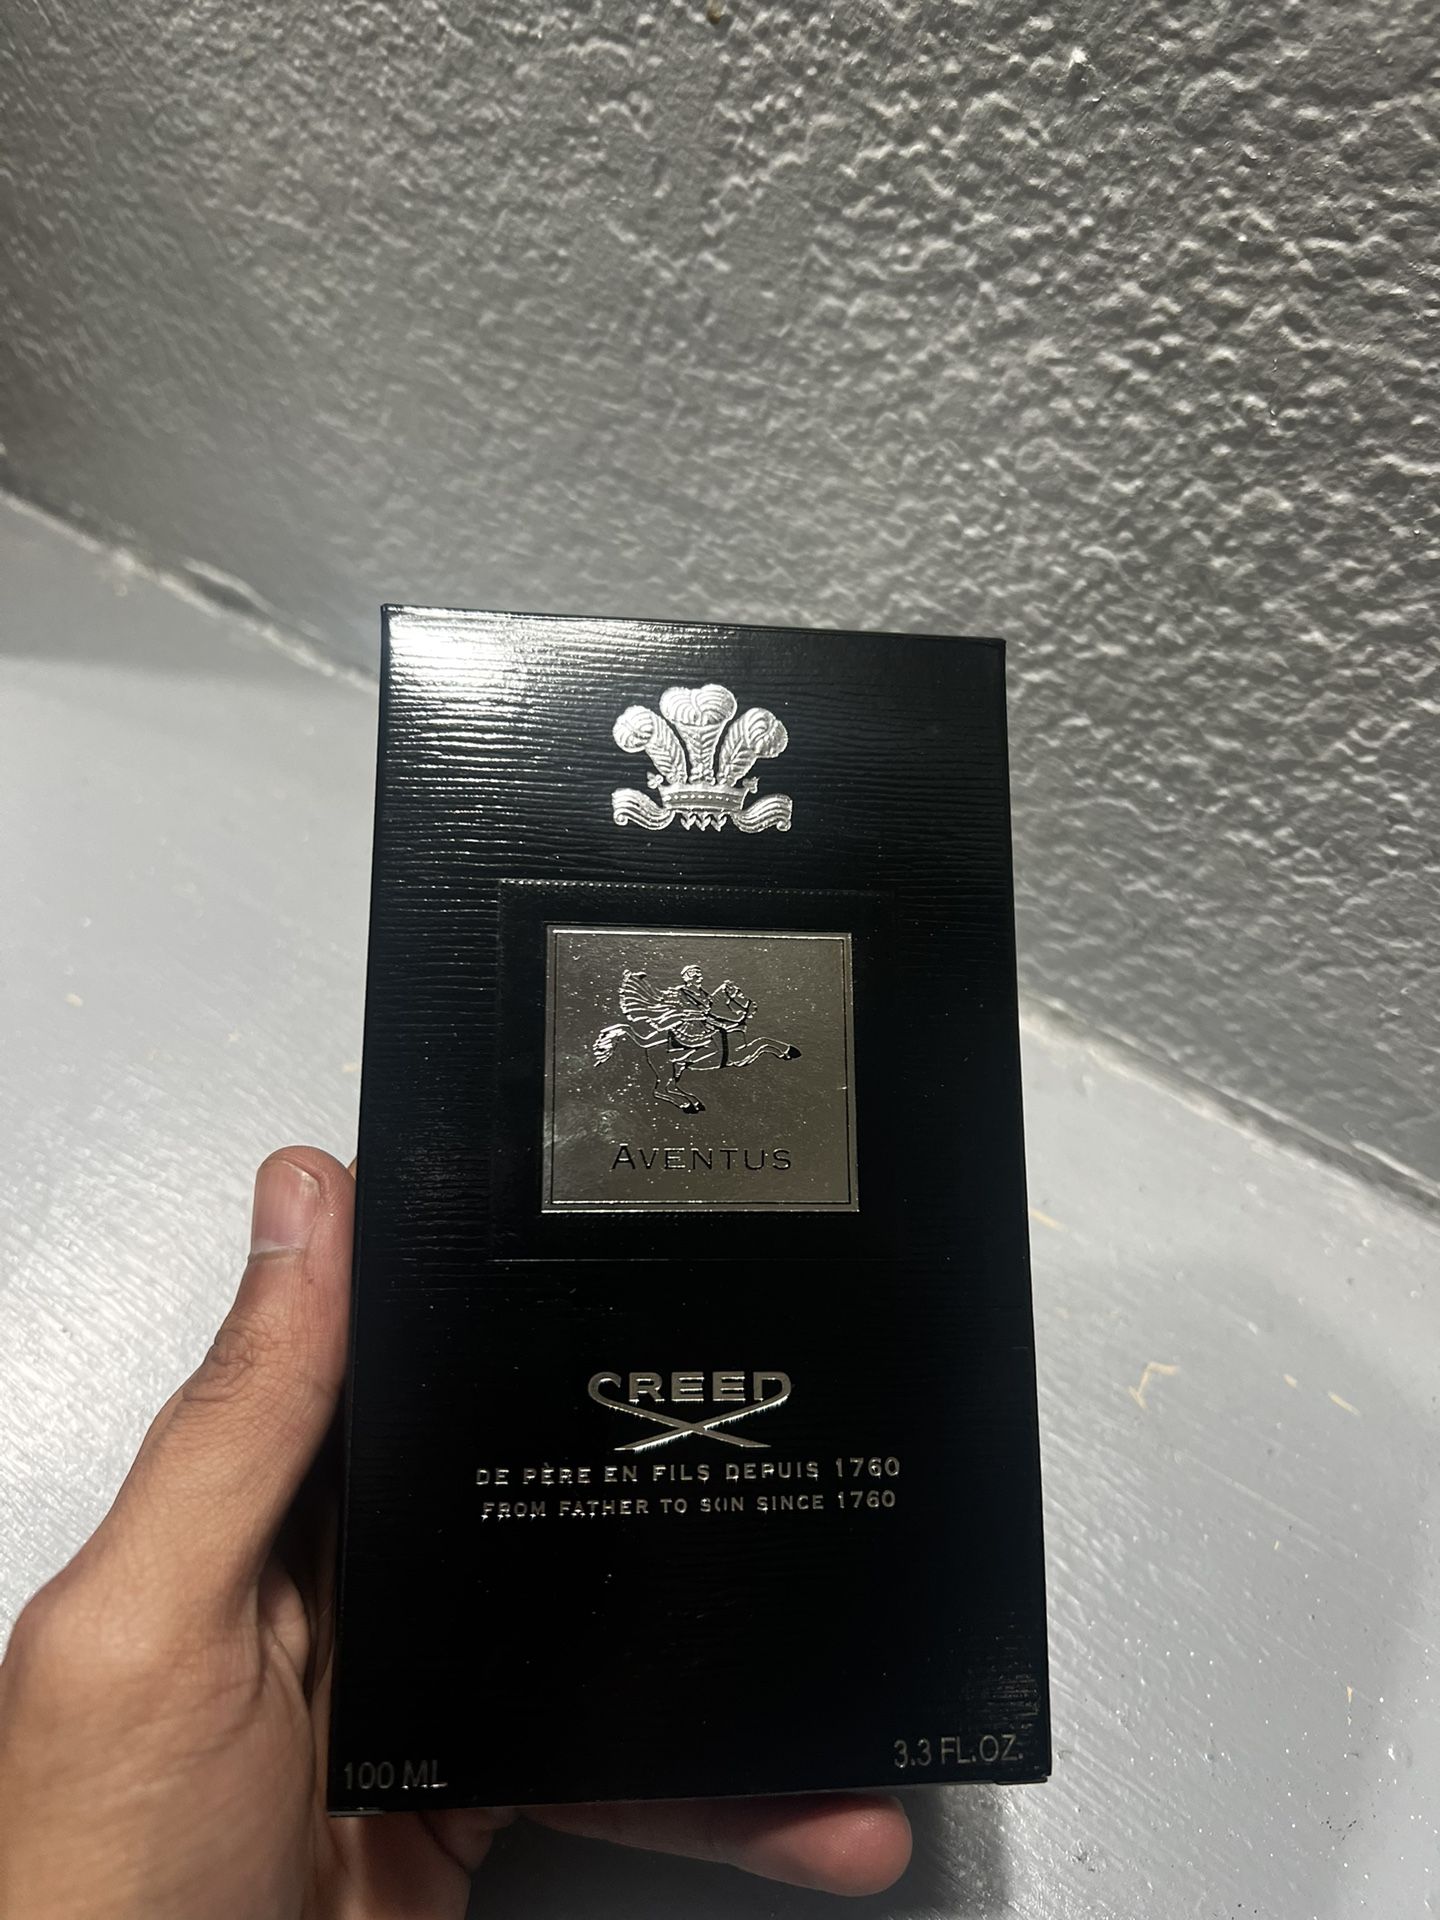 AVENTUS
CREED
DE PÈRE EN FILS DEPUIS 1760
FROM FATHER TO SON SINCE 1760
100 ML
3.3 FL.OZ.